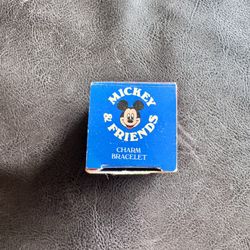 MICKEY
& FRIENDS
CHARM
BRACELET